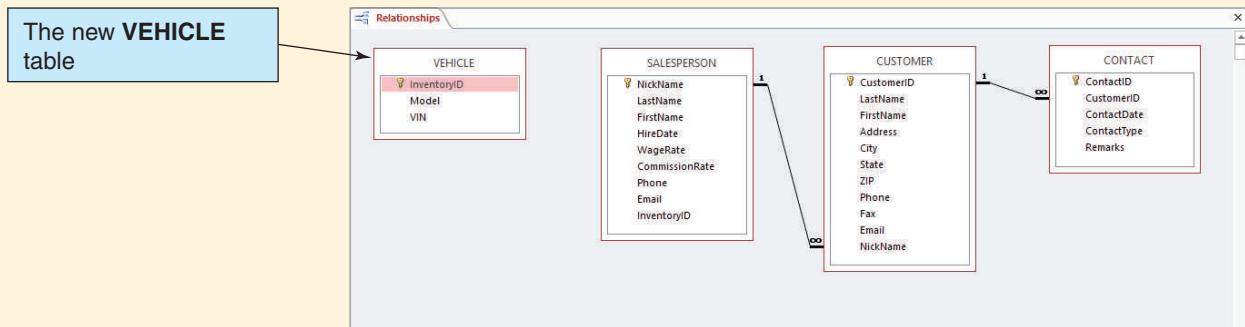 The new VEHICLE
table
Relationships
VEHICLE
InventoryID
Model
VIN
SALESPERSON
NickName
LastName
FirstName
HireDate
WageRate
CommissionRate
Phone
Email
InventoryID
1
∞
CUSTOMER
CustomerID
LastName
FirstName
Address
City
State
ZIP
Phone
Fax
Email
NickName
1
∞
CONTACT
ContactID
CustomerID
ContactDate
ContactType
Remarks